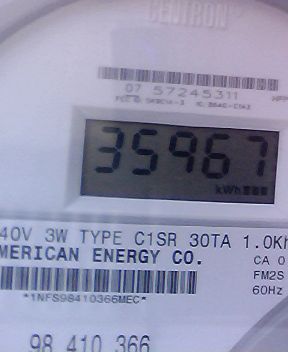 CENTRON
07 57245311
35967
kWh
40V 3W TYPE C1SR 30TA 1.0Kh
MERICAN ENERGY CO.
CA 0
FM2S
60Hz
*1NFS98410366MEC*
98 410 366